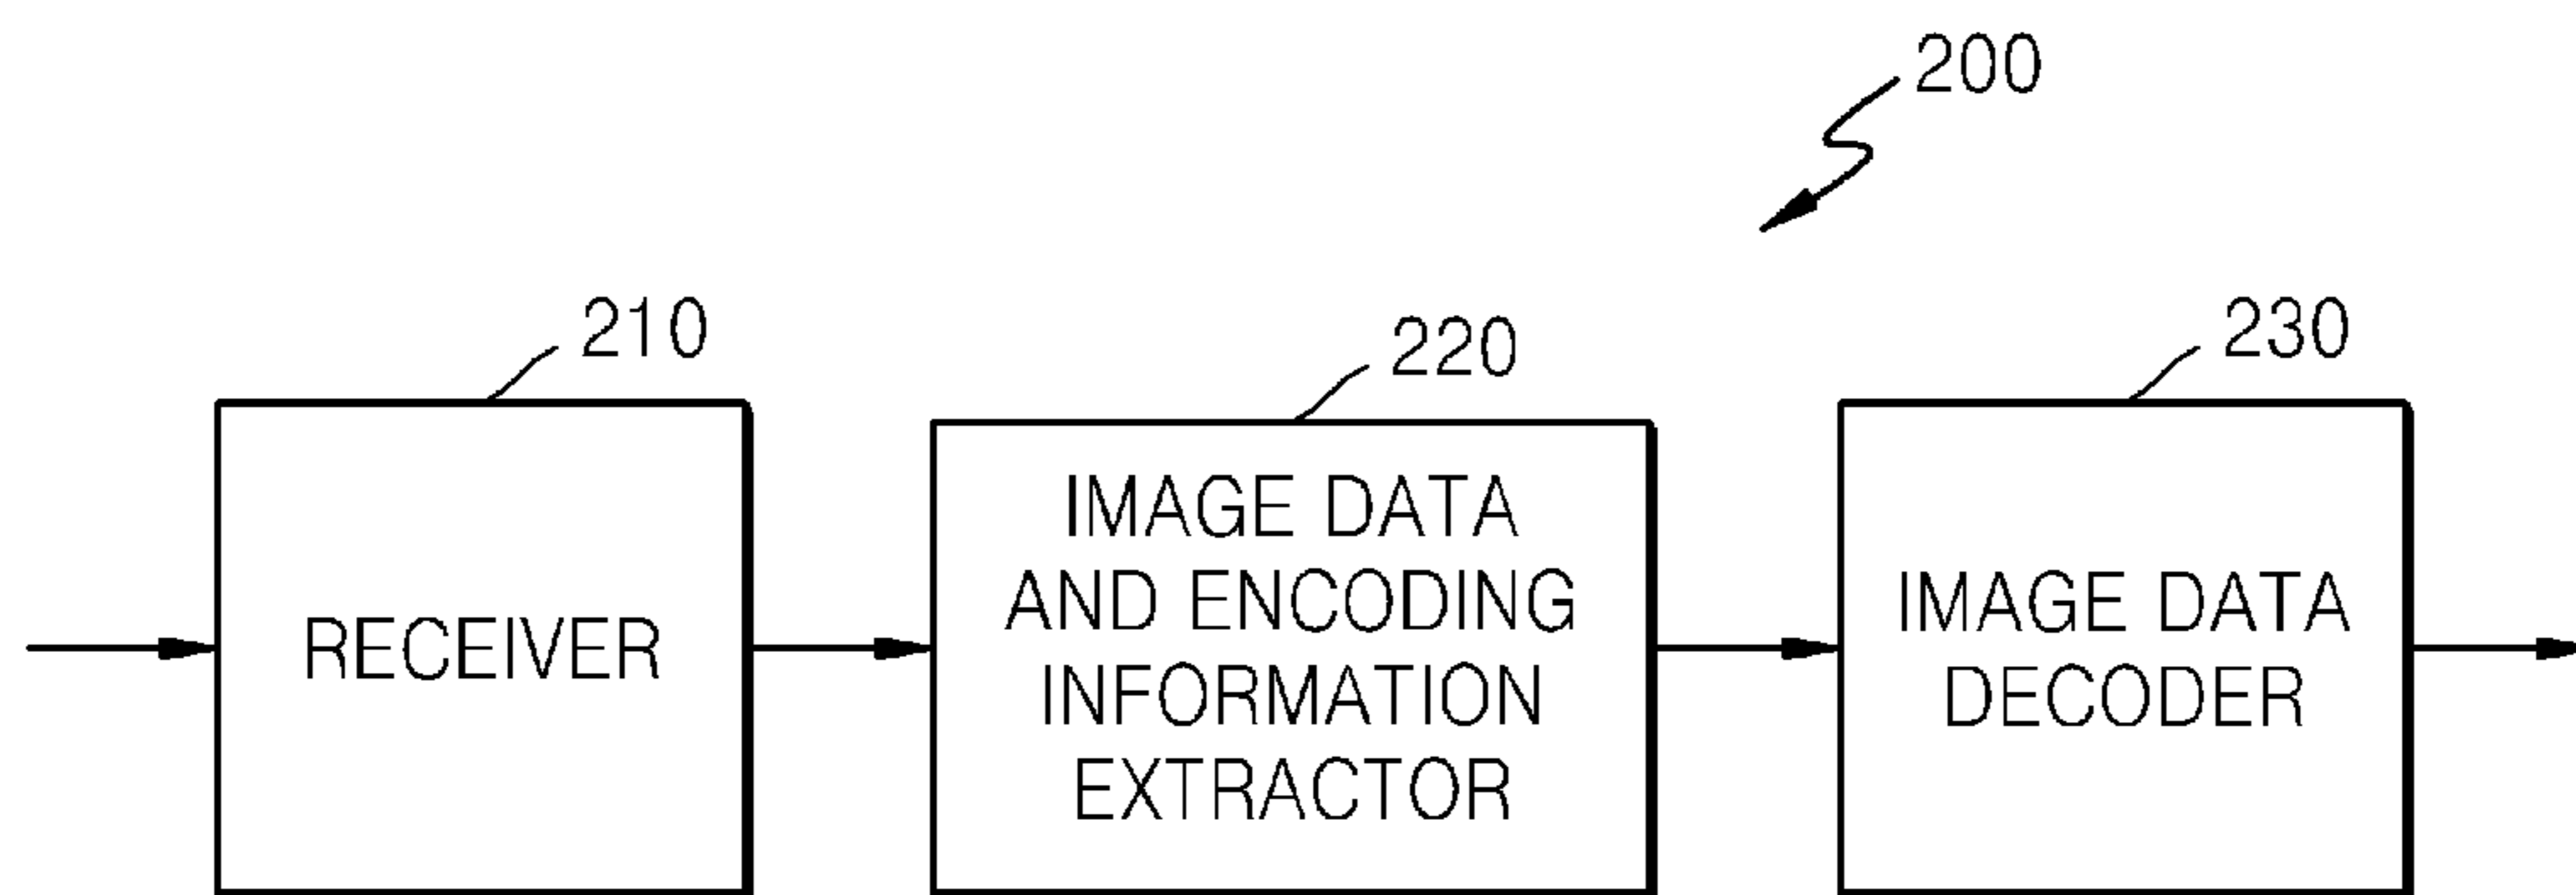 200
210
220
230
RECEIVER
IMAGE DATA
AND ENCODING
INFORMATION
EXTRACTOR
IMAGE DATA
DECODER